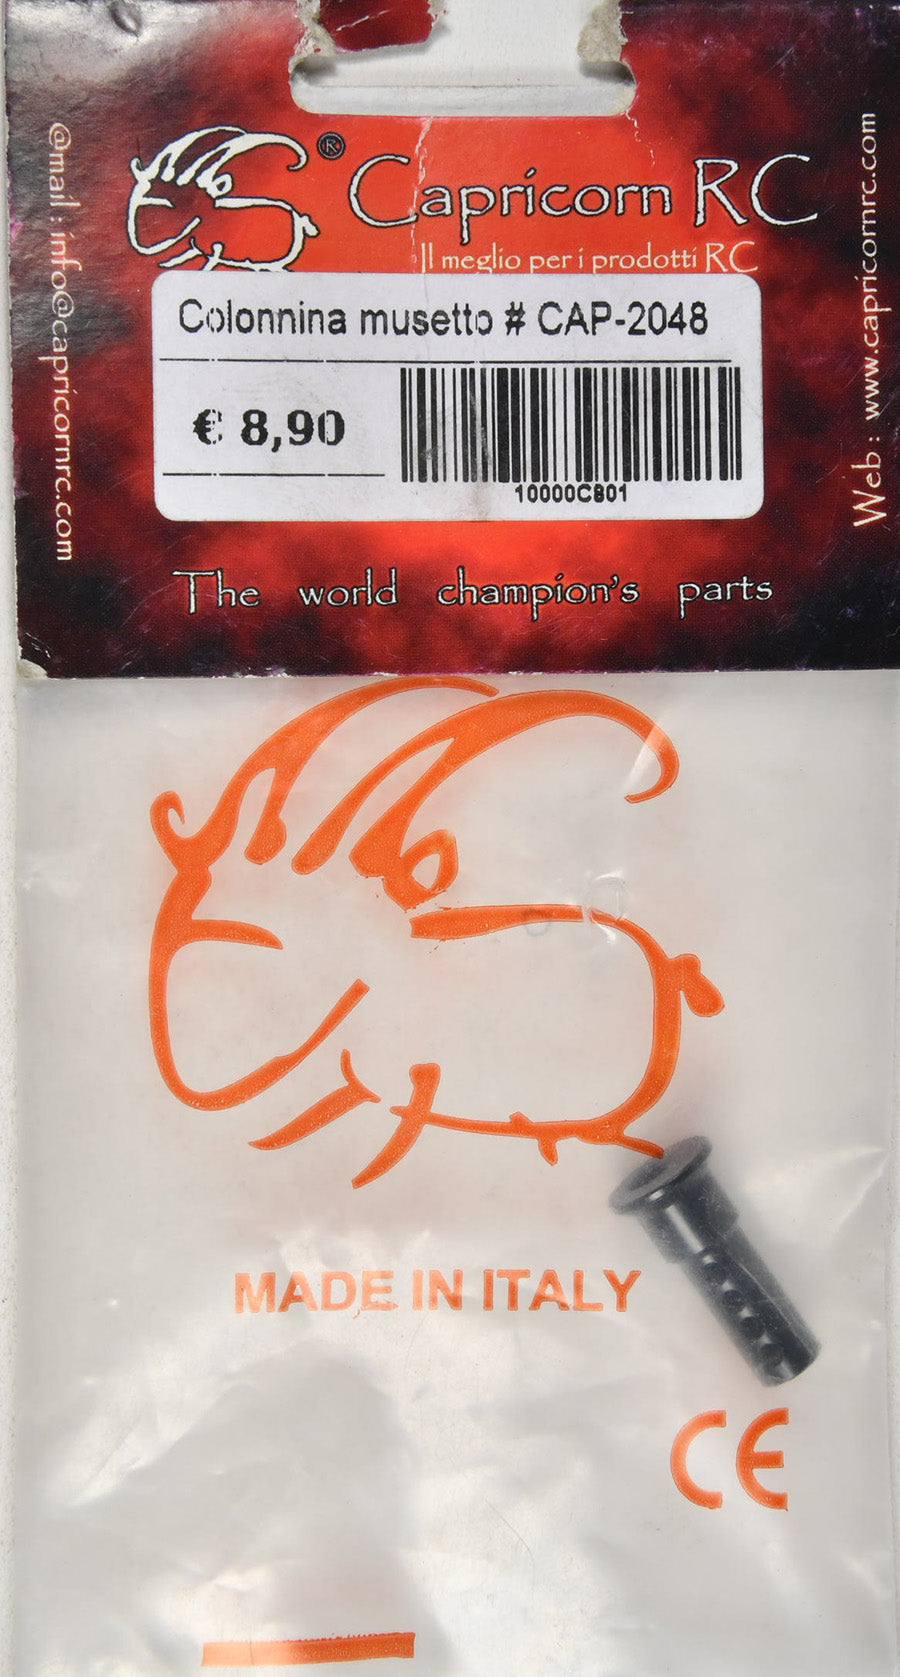 ®
Capricorn RC
Il meglio per i prodotti RC
@mail : info@capricornrc.com
Web : www.capricornrc.com
Colonnina musetto # CAP-2048
€ 8,90
10000C801
The world champion's parts
MADE IN ITALY
CE